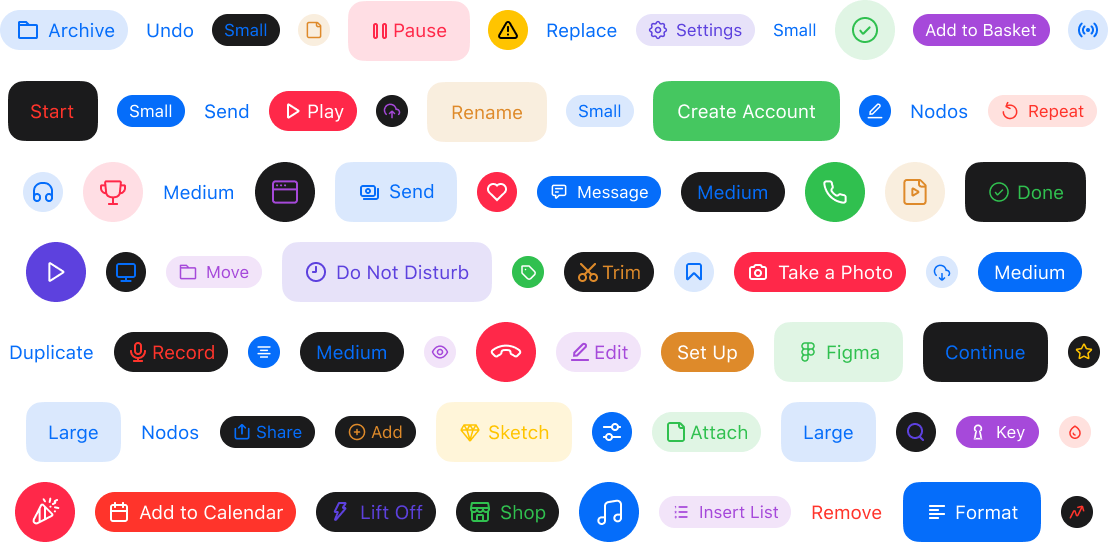 Archive Undo Small Pause Replace Settings Small Add to Basket
Start Small Send Play Rename Small Create Account Nodos Repeat
Medium Send Message Medium Done
Move Do Not Disturb Trim Take a Photo Medium
Duplicate Record Medium Edit Set Up Figma Continue
Large Nodos Share Add Sketch Attach Large Key
Add to Calendar Lift Off Shop Insert List Remove Format